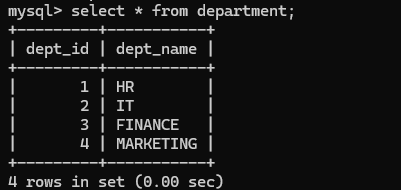 mysql> select * from department;
+---------+-----------+
| dept_id | dept_name |
+---------+-----------+
|       1 | HR        |
|       2 | IT        |
|       3 | FINANCE   |
|       4 | MARKETING |
+---------+-----------+
4 rows in set (0.00 sec)